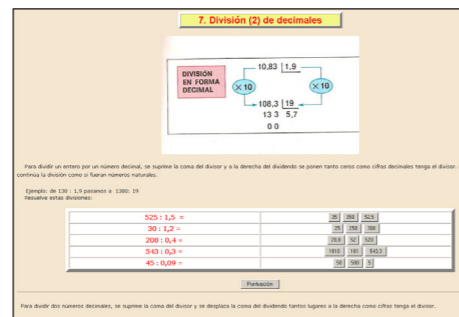 7. División (2) de decimales
10,83 1,9
DIVISIÓN
EN FORMA
DECIMAL
×10 ×10
108,3 19
13 3 5,7
0 0
Para dividir un entero por un número decimal, se suprime la coma del divisor y a la derecha del dividendo se ponen tanto ceros como cifras decimales tenga el divisor.
continúa la división como si fueran números naturales.
Ejemplo: de 130 : 1,9 pasamos a 1300: 19
Resuelve estas divisiones:
525 : 1,5 = 35 350 52,5
30 : 1,2 = 25 250 300
208 : 0,4 = 52 520
543 : 0,3 = 1810 181
45 : 0,09 = 50 500 5
Puntuación
Para dividir dos números decimales, se suprime la coma del divisor y se desplaza la coma del dividendo tantos lugares a la derecha como cifras tenga el divisor.